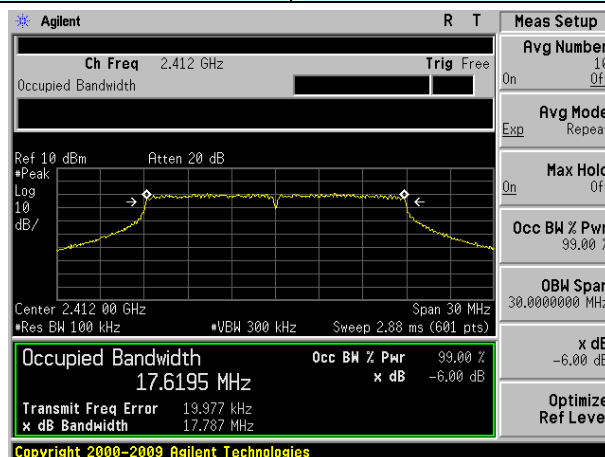 Agilent R T
Ch Freq 2.412 GHz Trig Free
Occupied Bandwidth
Ref 10 dBm Atten 20 dB
#Peak
Log
10
dB/
Center 2.412 00 GHz Span 30 MHz
#Res BW 100 kHz #VBW 300 kHz Sweep 2.88 ms (601 pts)
Occupied Bandwidth Occ BW % Pwr 99.00 %
17.6195 MHz x dB -6.00 dB
Transmit Freq Error 19.977 kHz
x dB Bandwidth 17.787 MHz
Copyright 2000-2009 Agilent Technologies
Meas Setup
Avg Number
10
On Of
Avg Mode
Exp Repeat
Max Hold
On Of
Occ BW % Pwr
99.00 %
OBW Span
30.0000000 MHz
x dB
-6.00 dB
Optimize
Ref Level